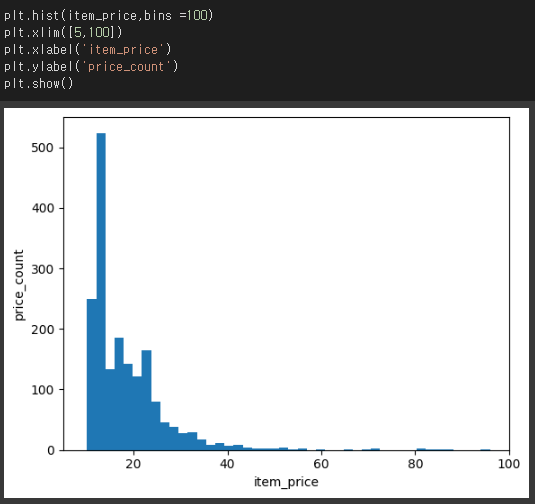 plt.hist(item_price,bins =100)
plt.xlim([5,100])
plt.xlabel('item_price')
plt.ylabel('price_count')
plt.show()
500
400
300
200
100
0
price_count
20 40 60 80 100
item_price